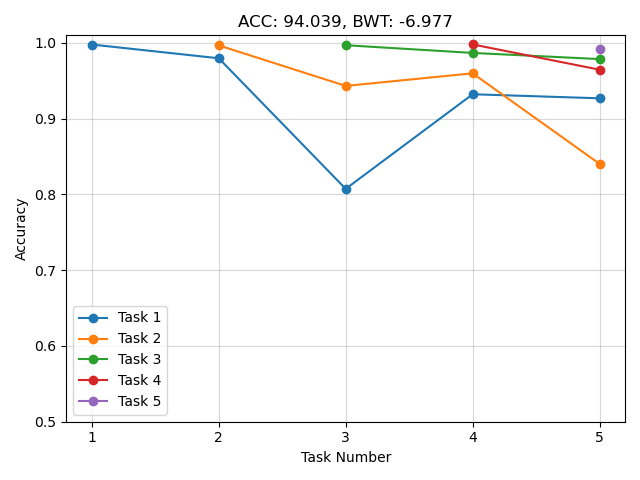 ACC: 94.039, BWT: -6.977
1.0
0.9
0.8
0.7
0.6
0.5
Accuracy
Task 1
Task 2
Task 3
Task 4
Task 5
1 2 3 4 5
Task Number